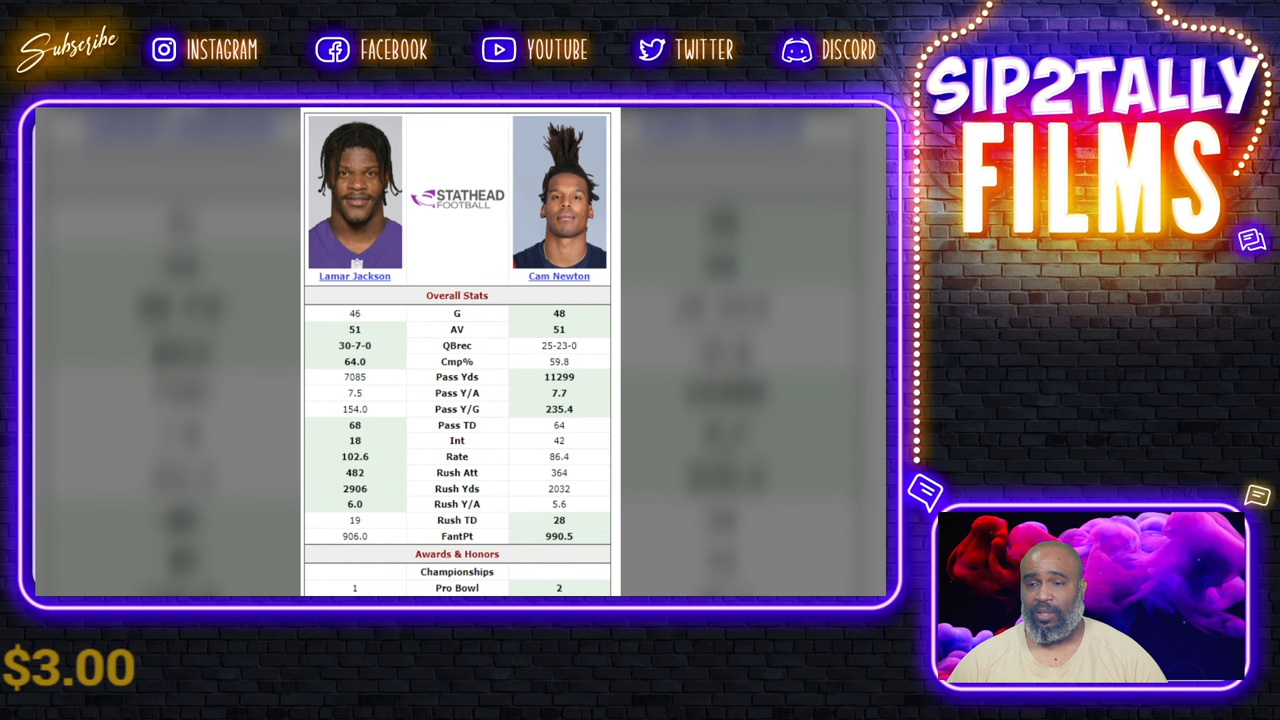 Subscribe INSTAGRAM FACEBOOK YOUTUBE TWITTER DISCORD
SIP2TALLY
FILMS
STATHEAD
FOOTBALL
Lamar Jackson Cam Newton
Overall Stats
46 G 48
51 AV 51
30-7-0 QBrec 25-23-0
64.0 Cmp% 59.8
7085 Pass Yds 11299
7.5 Pass Y/A 7.7
154.0 Pass Y/G 235.4
68 Pass TD 64
18 Int 42
102.6 Rate 86.4
482 Rush Att 364
2906 Rush Yds 2032
6.0 Rush Y/A 5.6
19 Rush TD 28
906.0 FantPt 990.5
Awards & Honors
Championships
1 Pro Bowl 2
$3.00